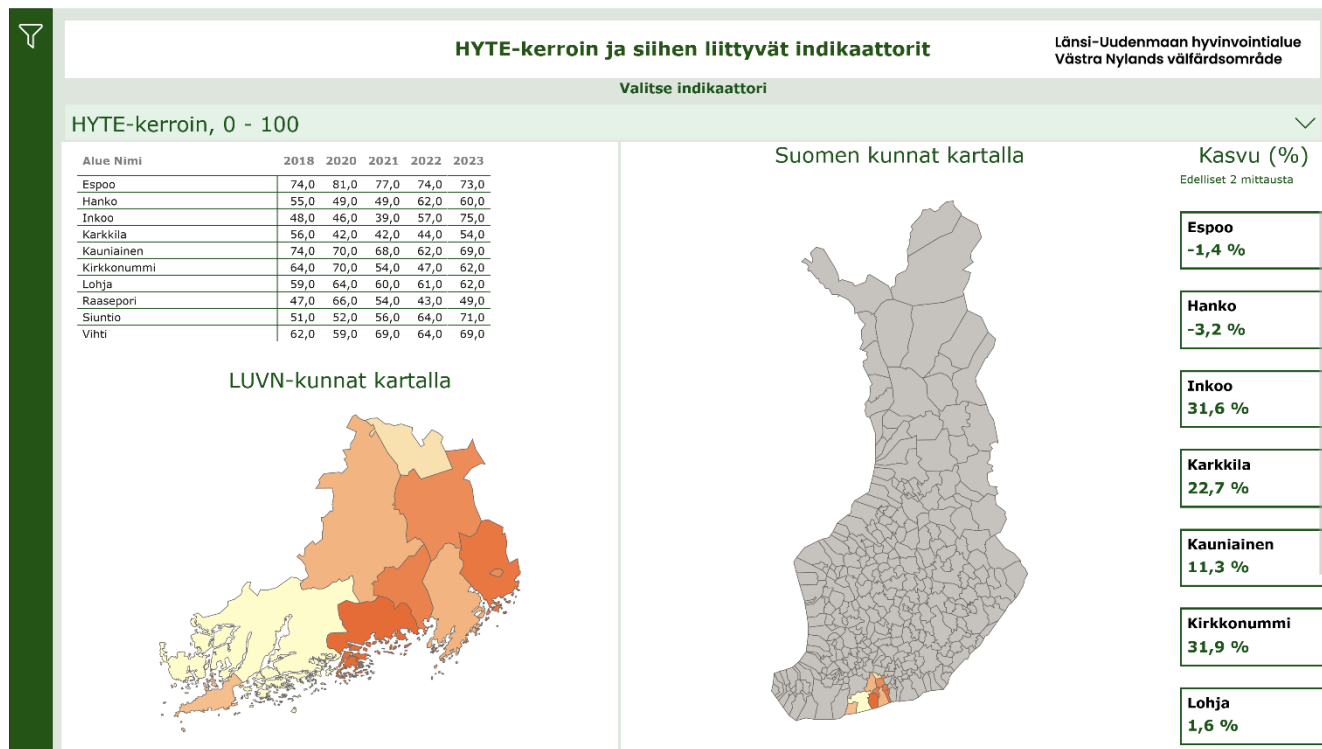 HYTE-kerroin ja siihen liittyvät indikaattorit
Länsi-Uudenmaan hyvinvointialue
Västra Nylands välfärdsområde
Valitse indikaattori
HYTE-kerroin, 0 - 100
Alue Nimi 2018 2020 2021 2022 2023
Espoo 74,0 81,0 77,0 74,0 73,0
Hanko 55,0 49,0 49,0 62,0 60,0
Inkoo 48,0 46,0 39,0 57,0 75,0
Karkkila 56,0 42,0 42,0 44,0 54,0
Kauniainen 74,0 70,0 68,0 62,0 69,0
Kirkkonummi 64,0 70,0 54,0 47,0 62,0
Lohja 59,0 64,0 60,0 61,0 62,0
Raasepori 47,0 66,0 54,0 43,0 49,0
Siuntio 51,0 52,0 56,0 64,0 71,0
Vihti 62,0 59,0 69,0 64,0 69,0
LUVN-kunnat kartalla
Suomen kunnat kartalla
Kasvu (%)
Edelliset 2 mittausta
Espoo
-1,4 %
Hanko
-3,2 %
Inkoo
31,6 %
Karkkila
22,7 %
Kauniainen
11,3 %
Kirkkonummi
31,9 %
Lohja
1,6 %